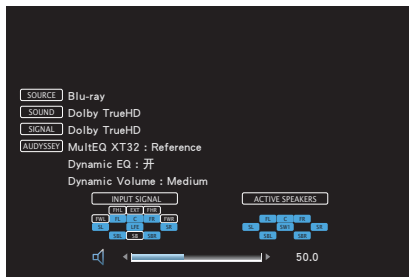 SOURCE Blu-ray
SOUND Dolby TrueHD
SIGNAL Dolby TrueHD
AUDYSSEY MultEQ XT32 : Reference
Dynamic EQ : 开
Dynamic Volume : Medium
INPUT SIGNAL ACTIVE SPEAKERS
FHL EXT FHR
FWL FL C FR FWR FL C FR
SL LFE SR SL SW1 SR
SBL SB SBR SBL SBR
50.0